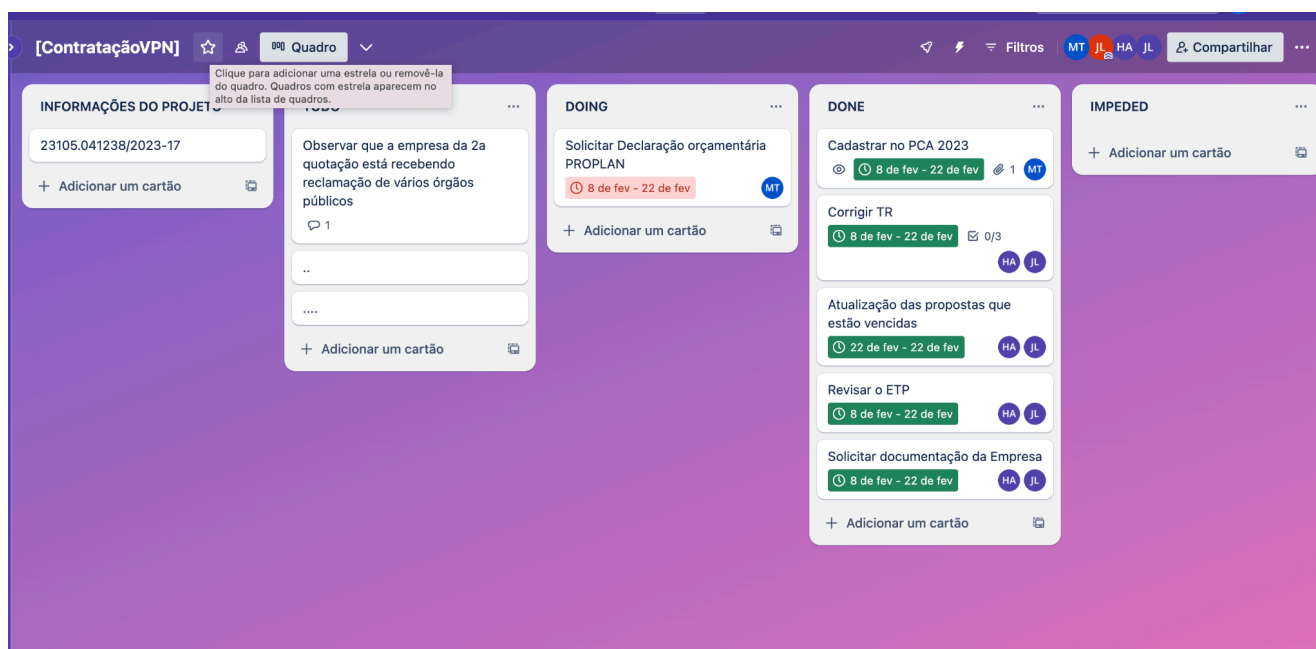 [ContrataçãoVPN]
Quadro
Filtros
MT
JL
HA
JL
Compartilhar
Clique para adicionar uma estrela ou removê-la
do quadro. Quadros com estrela aparecem no
alto da lista de quadros.
INFORMAÇÕES DO PROJETO
23105.041238/2023-17
+ Adicionar um cartão
TODO
Observar que a empresa da 2a
quotação está recebendo
reclamação de vários órgãos
públicos
1
..
....
+ Adicionar um cartão
DOING
Solicitar Declaração orçamentária
PROPLAN
8 de fev - 22 de fev
MT
+ Adicionar um cartão
DONE
Cadastrar no PCA 2023
8 de fev - 22 de fev
1
MT
Corrigir TR
8 de fev - 22 de fev
0/3
HA
JL
Atualização das propostas que
estão vencidas
22 de fev - 22 de fev
HA
JL
Revisar o ETP
8 de fev - 22 de fev
HA
JL
Solicitar documentação da Empresa
8 de fev - 22 de fev
HA
JL
+ Adicionar um cartão
IMPEDED
+ Adicionar um cartão